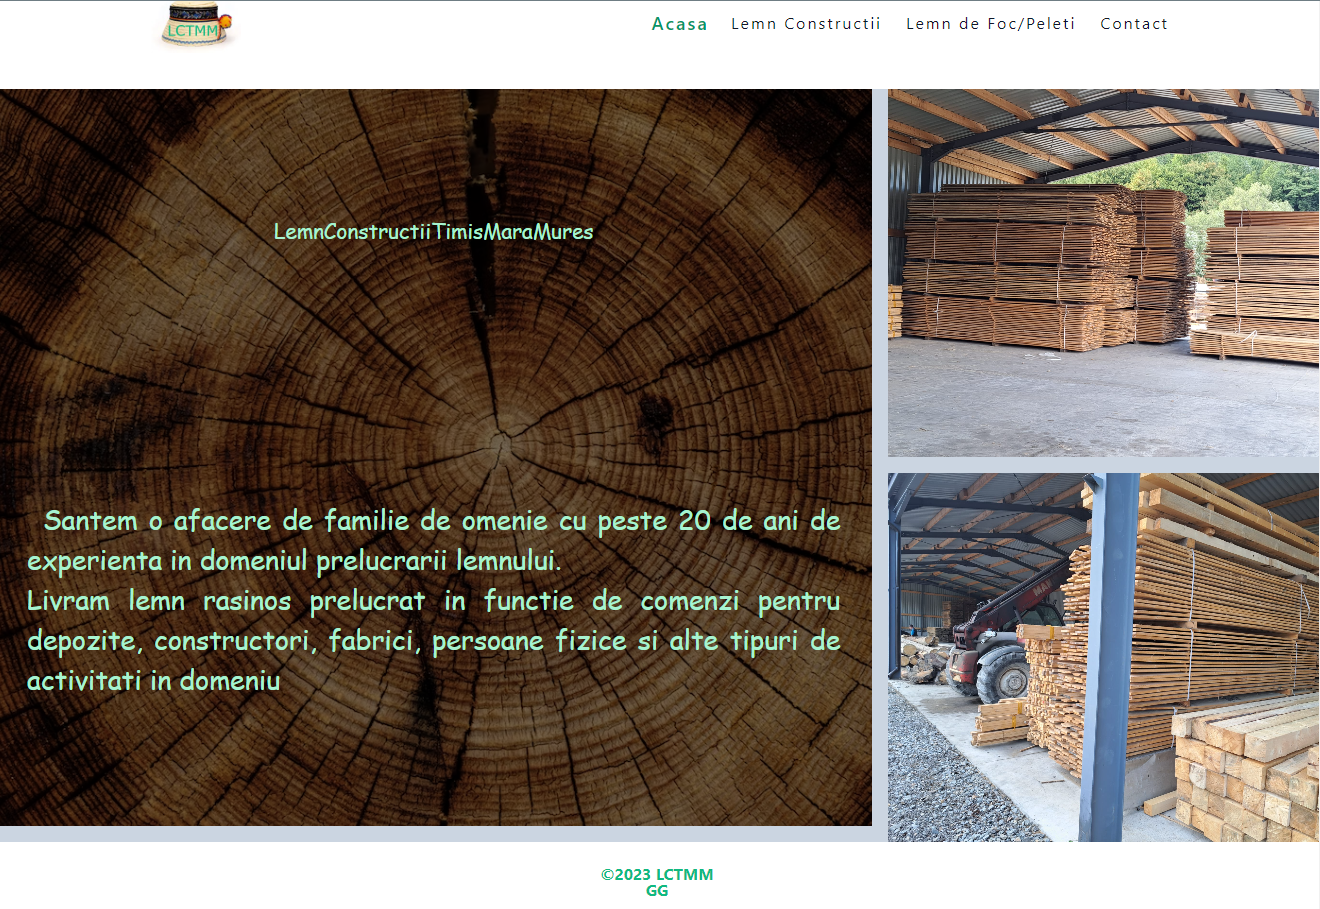 LCTMM
Acasa Lemn Constructii Lemn de Foc/Peleti Contact
LemnConstructiiTimisMaraMures
Santem o afacere de familie de omenie cu peste 20 de ani de
experienta in domeniul prelucrarii lemnului.
Livram lemn rasinos prelucrat in functie de comenzi pentru
depozite, constructori, fabrici, persoane fizice si alte tipuri de
activitati in domeniu
MAN
©2023 LCTMM
GG